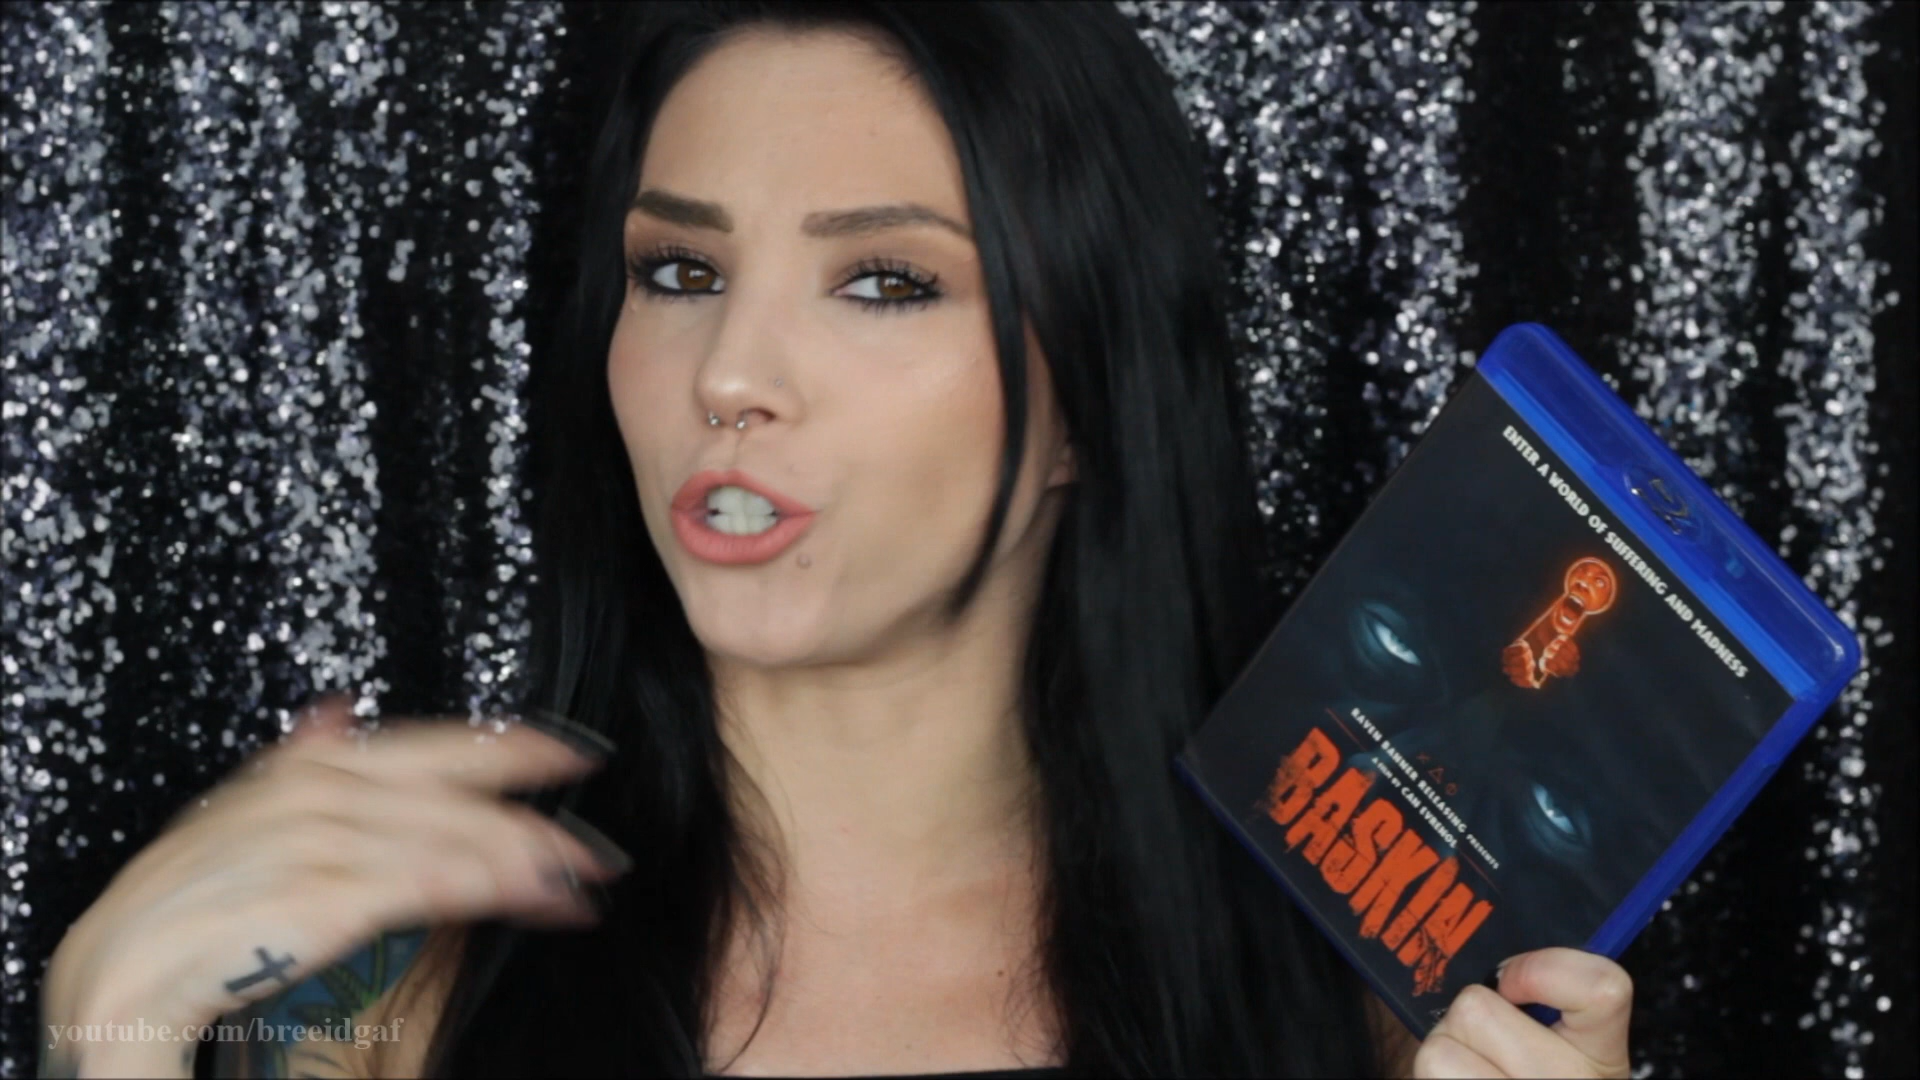 ENTER A WORLD OF SUFFERING AND MADNESS
RAVEN BANNER RELEASING PRESENTS
A FILM BY CAN EVRENOL
BASKIN
youtube.com/breeidgaf